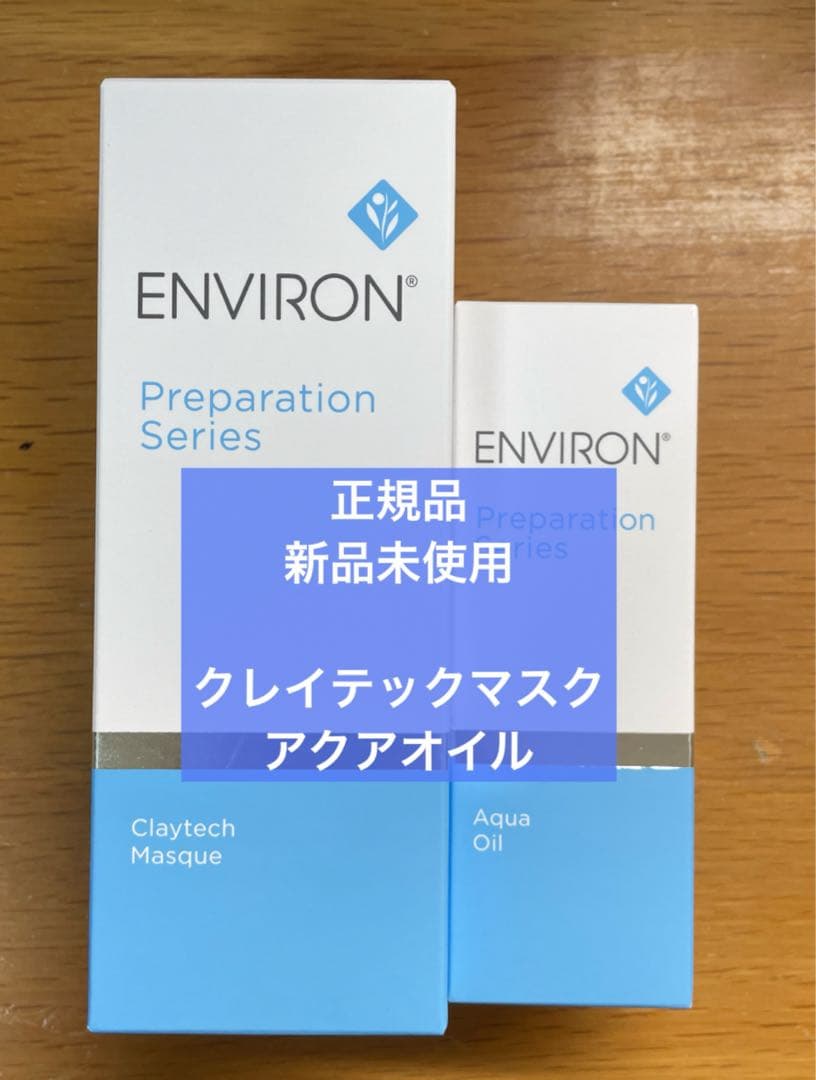 ENVIRON®
Preparation
Series
Claytech
Masque
ENVIRON®
Preparation
Series
Aqua
Oil
正規品
新品未使用
クレイテックマスク
アクアオイル